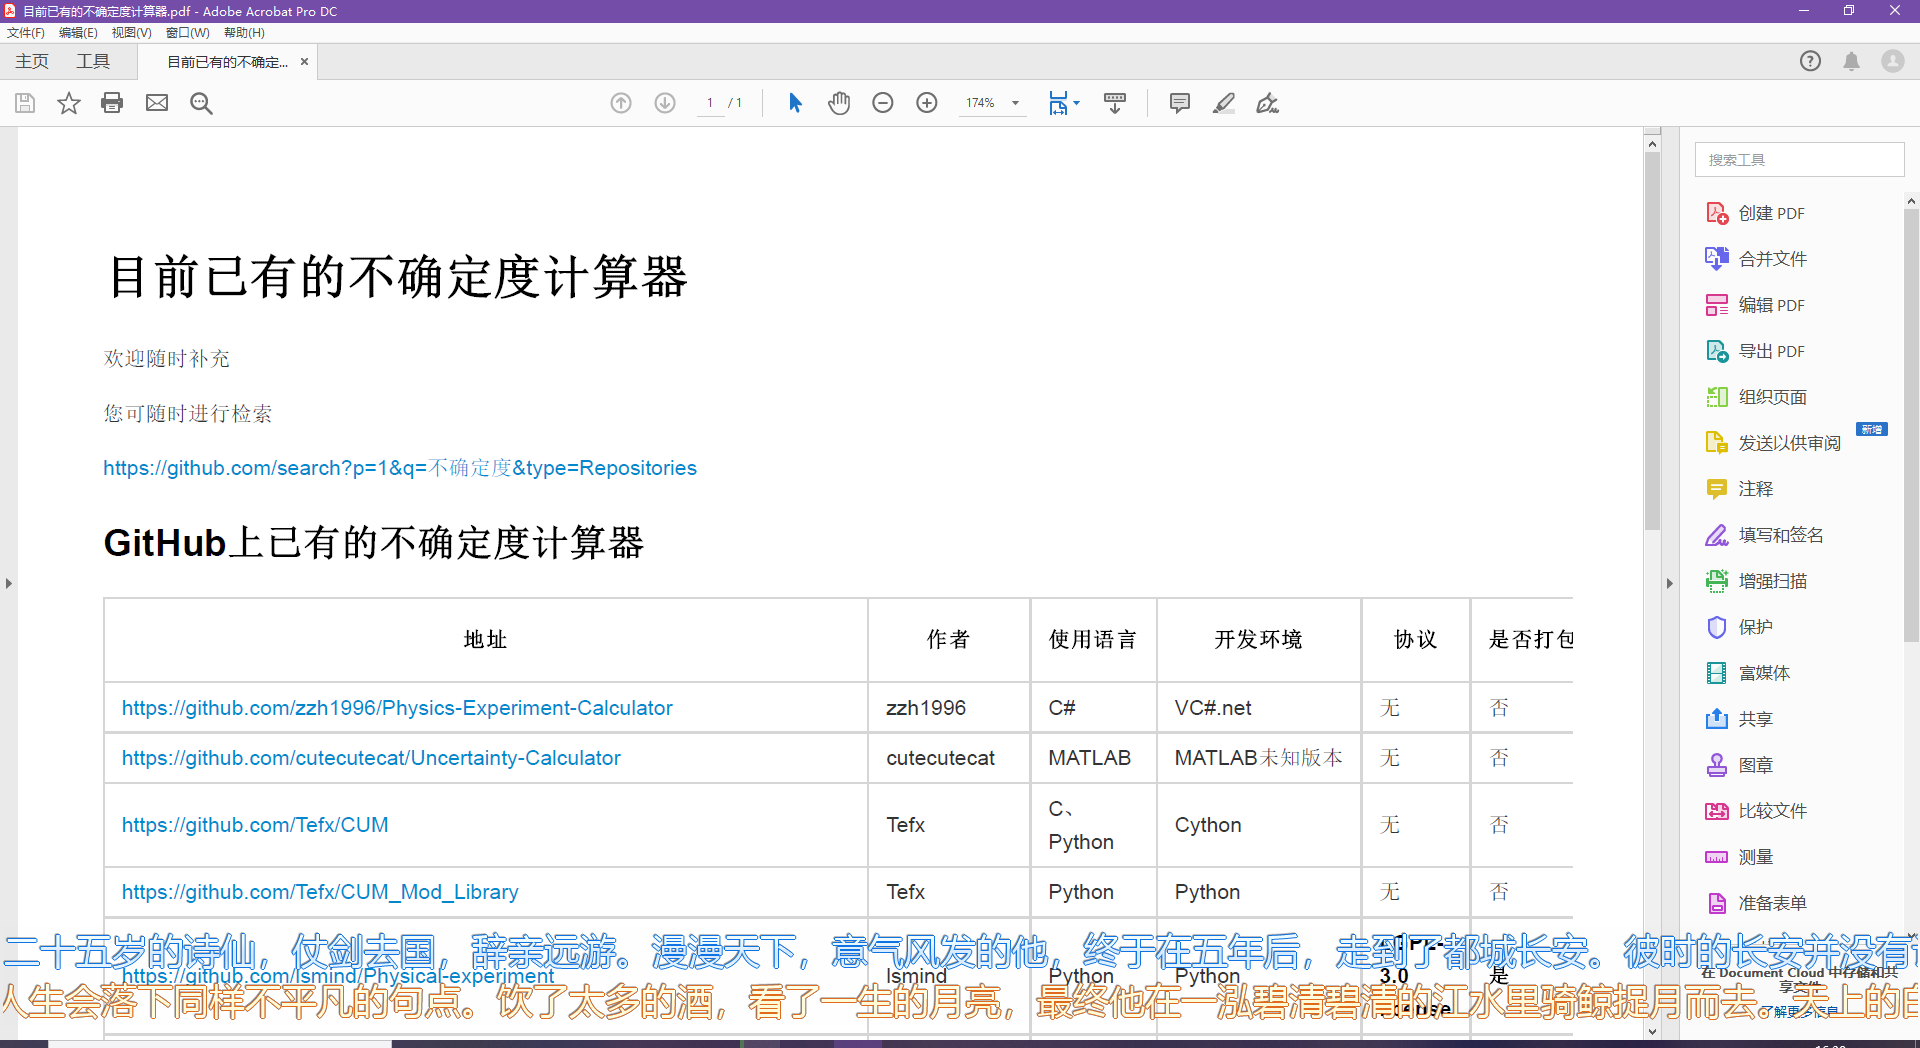 目前已有的不确定度计算器.pdf - Adobe Acrobat Pro DC
文件(F) 编辑(E) 视图(V) 窗口(W) 帮助(H)
主页 工具 目前已有的不确定... ×
1 / 1 174%
搜索工具
创建 PDF
合并文件
编辑 PDF
导出 PDF
组织页面
发送以供审阅 新增
注释
填写和签名
增强扫描
保护
富媒体
共享
图章
比较文件
测量
准备表单
在 Document Cloud 中存储和共
享文件
了解更多信息
目前已有的不确定度计算器
欢迎随时补充
您可随时进行检索
https://github.com/search?p=1&q=不确定度&type=Repositories
GitHub上已有的不确定度计算器
地址 作者 使用语言 开发环境 协议 是否打包
https://github.com/zzh1996/Physics-Experiment-Calculator zzh1996 C# VC#.net 无 否
https://github.com/cutecutecat/Uncertainty-Calculator cutecutecat MATLAB MATLAB未知版本 无 否
https://github.com/Tefx/CUM Tefx C、 Cython 无 否
Python
https://github.com/Tefx/CUM_Mod_Library Tefx Python Python 无 否
https://github.com/lsmind/Physical-experiment lsmind Python Python 3.0 是
二十五岁的诗仙，仗剑去国，辞亲远游。漫漫天下，意气风发的他，终于在五年后，走到了都城长安。彼时的长安并没有
人生会落下同样不平凡的句点。饮了太多的酒，看了一生的月亮，最终他在一泓碧清碧清的江水里骑鲸捉月而去。天上的